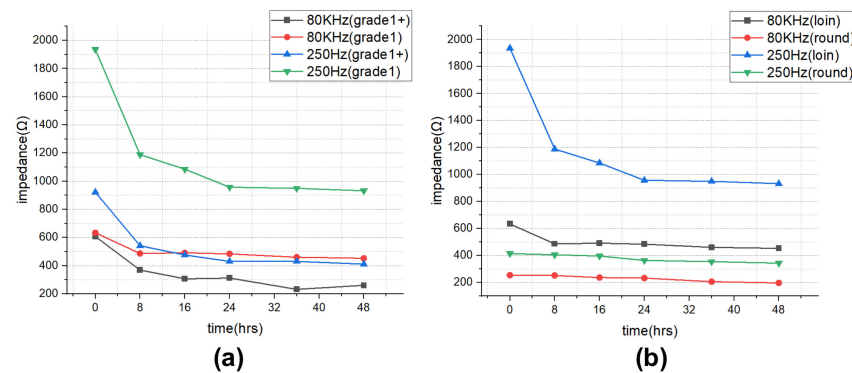 80KHz(grade1+)
80KHz(grade1)
250Hz(grade1+)
250Hz(grade1)
2000
1800
1600
1400
1200
1000
800
600
400
200
impedance(Ω)
0 8 16 24 32 40 48
time(hrs)
(a)
80KHz(loin)
80KHz(round)
250Hz(loin)
250Hz(round)
2000
1800
1600
1400
1200
1000
800
600
400
200
impedance(Ω)
0 8 16 24 32 40 48
time(hrs)
(b)